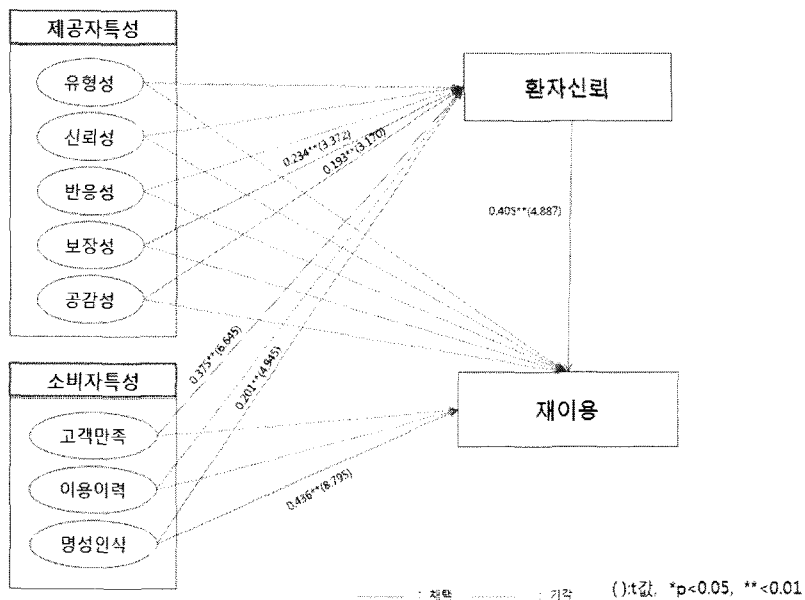 제공자특성
유형성
신뢰성
반응성
보장성
공감성
환자신뢰
0.234**(3.372)
0.193**(3.170)
0.405**(4.887)
0.375**(6.645)
0.201**(4.945)
소비자특성
고객만족
이용이력
명성인식
재이용
0.436**(8.795)
: 채택
: 기각
( ):t값, *p<0.05, **<0.01